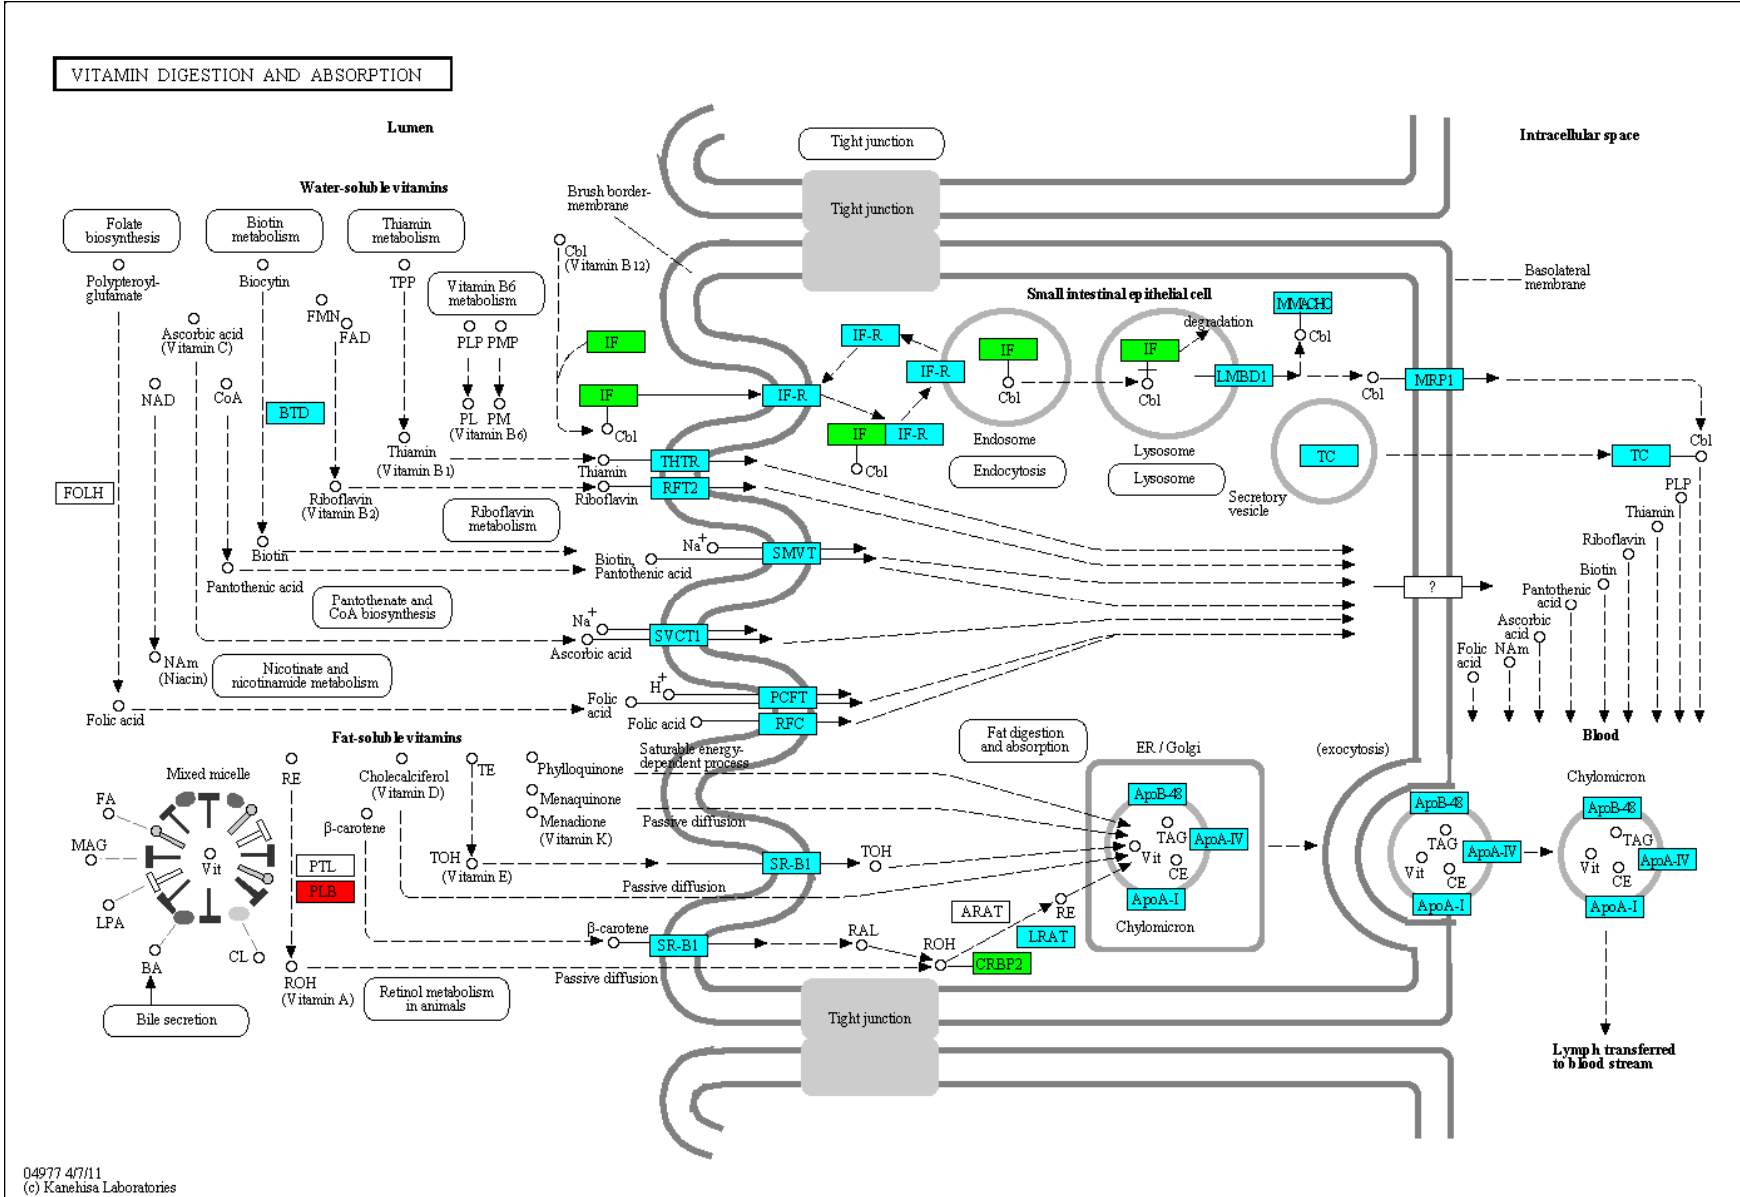 VITAMIN DIGESTION AND ABSORPTION
Lumen
Intracellular space
Tight junction
Water-soluble vitamins
Brush border-
membrane
Tight junction
Folate
biosynthesis
Biotin
metabolism
Thiamin
metabolism
Cbl
(Vitamin B12)
Polypteroyl-
glutamate
Biocytin
TPP
Vitamin B6
metabolism
Basolateral
membrane
Small intestinal epithelial cell
MMACHC
FMN
FAD
Ascorbic acid
(Vitamin C)
PLP
PMP
IF
IF-R
IF
IF
degradation
Cbl
NAD
CoA
BTD
IF
IF-R
IF-R
Cbl
Cbl
LMBD1
Cbl
MRP1
PL
PM
(Vitamin B6)
Cbl
IF
IF-R
Cbl
Endosome
Endocytosis
Lysosome
Lysosome
TC
Secretory
vesicle
TC
Cbl
Thiamin
(Vitamin B1)
Thiamin
THTR
FOLH
Riboflavin
(Vitamin B2)
Riboflavin
RFT2
PLP
Thiamin
Riboflavin
metabolism
Riboflavin
Biotin
Na+
SMVT
Biotin,
Pantothenic acid
Pantothenic acid
Biotin
Pantothenic
acid
?
Pantothenate and
CoA biosynthesis
Na+
SVCT1
Ascorbic acid
Ascorbic
acid
NAm
(Niacin)
Nicotinate and
nicotinamide metabolism
Folic
acid
NAm
H+
PCFT
Folic acid
Folic
acid
Folic acid
RFC
Blood
Fat-soluble vitamins
Saturable energy-
dependent process
Fat digestion
and absorption
ER / Golgi
(exocytosis)
Mixed micelle
RE
Cholecalciferol
(Vitamin D)
TE
Phylloquinone
Chylomicron
FA
β-carotene
Menaquinone
Menadione
(Vitamin K)
Passive diffusion
ApoB-48
TAG
ApoA-IV
Vit
CE
ApoA-I
Chylomicron
ApoB-48
TAG
ApoA-IV
Vit
CE
ApoA-I
ApoB-48
TAG
ApoA-IV
Vit
CE
ApoA-I
MAG
Vit
PTL
PLB
TOH
(Vitamin E)
SR-B1
TOH
Passive diffusion
LPA
RE
ARAT
LRAT
β-carotene
SR-B1
RAL
ROH
CRBP2
BA
CL
ROH
(Vitamin A)
Passive diffusion
Retinol metabolism
in animals
Bile secretion
Tight junction
Lymph transferred
to blood stream
04977 4/7/11
(c) Kanehisa Laboratories